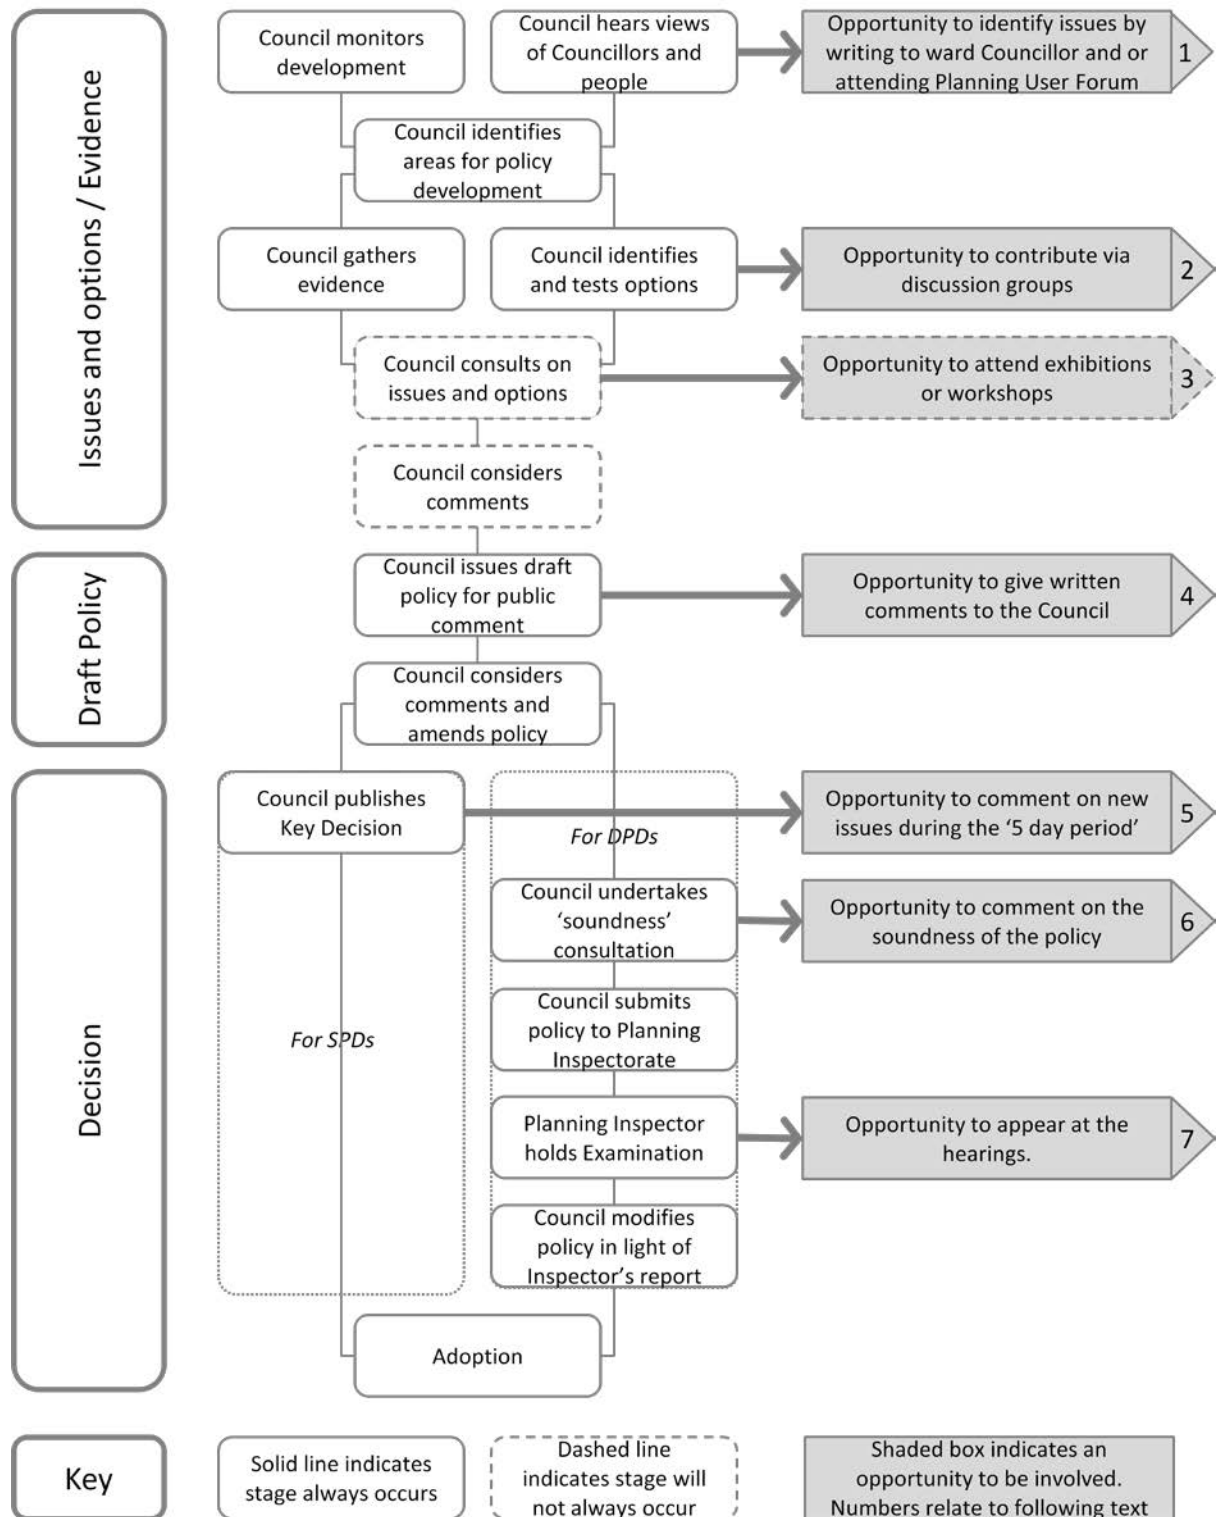 Issues and options / Evidence
Council monitors
development
Council hears views
of Councillors and
people
Opportunity to identify issues by
writing to ward Councillor and or
attending Planning User Forum
1
Council identifies
areas for policy
development
Council gathers
evidence
Council identifies
and tests options
Opportunity to contribute via
discussion groups
2
Council consults on
issues and options
Opportunity to attend exhibitions
or workshops
3
Council considers
comments
Draft Policy
Council issues draft
policy for public
comment
Opportunity to give written
comments to the Council
4
Council considers
comments and
amends policy
Decision
Council publishes
Key Decision
For DPDs
Opportunity to comment on new
issues during the ‘5 day period’
5
Council undertakes
‘soundness’
consultation
Opportunity to comment on the
soundness of the policy
6
For SPDs
Council submits
policy to Planning
Inspectorate
Planning Inspector
holds Examination
Opportunity to appear at the
hearings.
7
Council modifies
policy in light of
Inspector’s report
Adoption
Key
Solid line indicates
stage always occurs
Dashed line
indicates stage will
not always occur
Shaded box indicates an
opportunity to be involved.
Numbers relate to following text